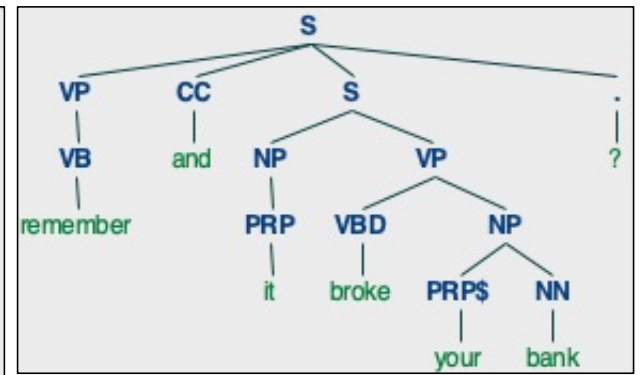 S
VP CC S .
VB and NP VP ?
remember PRP VBD NP
it broke PRP$ NN
your bank